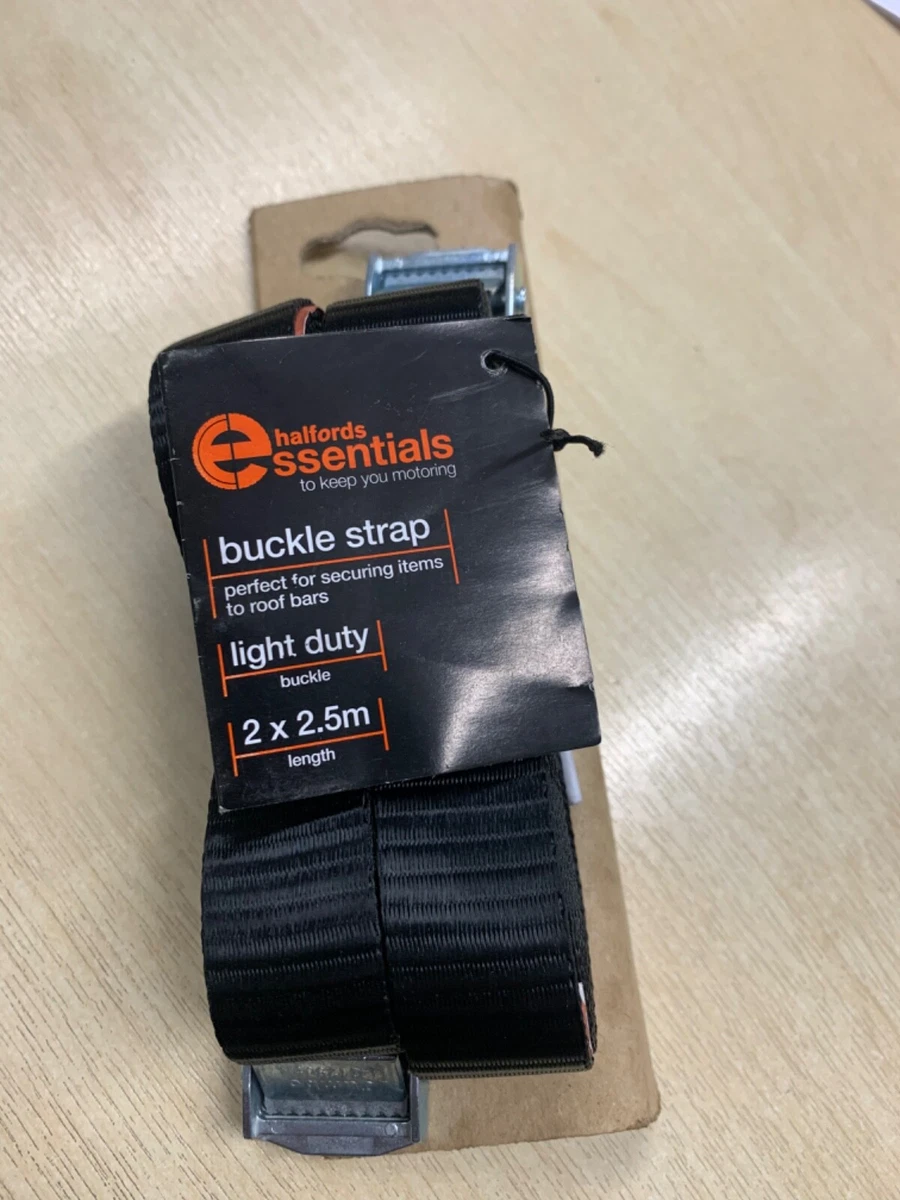 halfords
essentials
to keep you motoring
buckle strap
perfect for securing items
to roof bars
light duty
buckle
2 x 2.5m
length